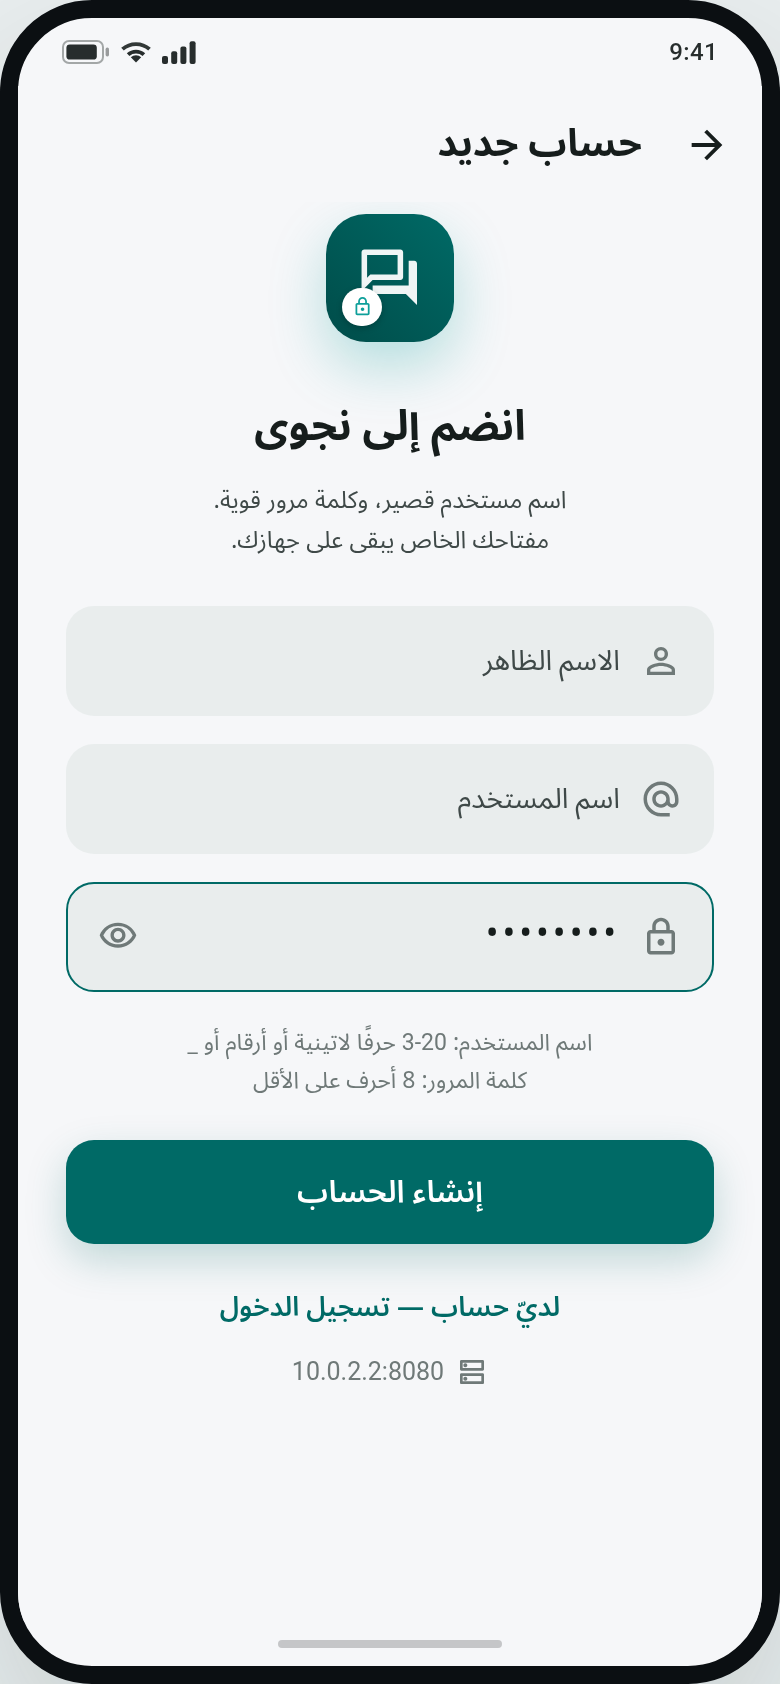 9:41
حساب جديد
انضم إلى نجوى
اسم مستخدم قصير، وكلمة مرور قوية.
مفتاحك الخاص يبقى على جهازك.
الاسم الظاهر
اسم المستخدم
••••••••
اسم المستخدم: 20-3 حرفًا لاتينية أو أرقام أو _
كلمة المرور: 8 أحرف على الأقل
إنشاء الحساب
لديّ حساب — تسجيل الدخول
10.0.2.2:8080